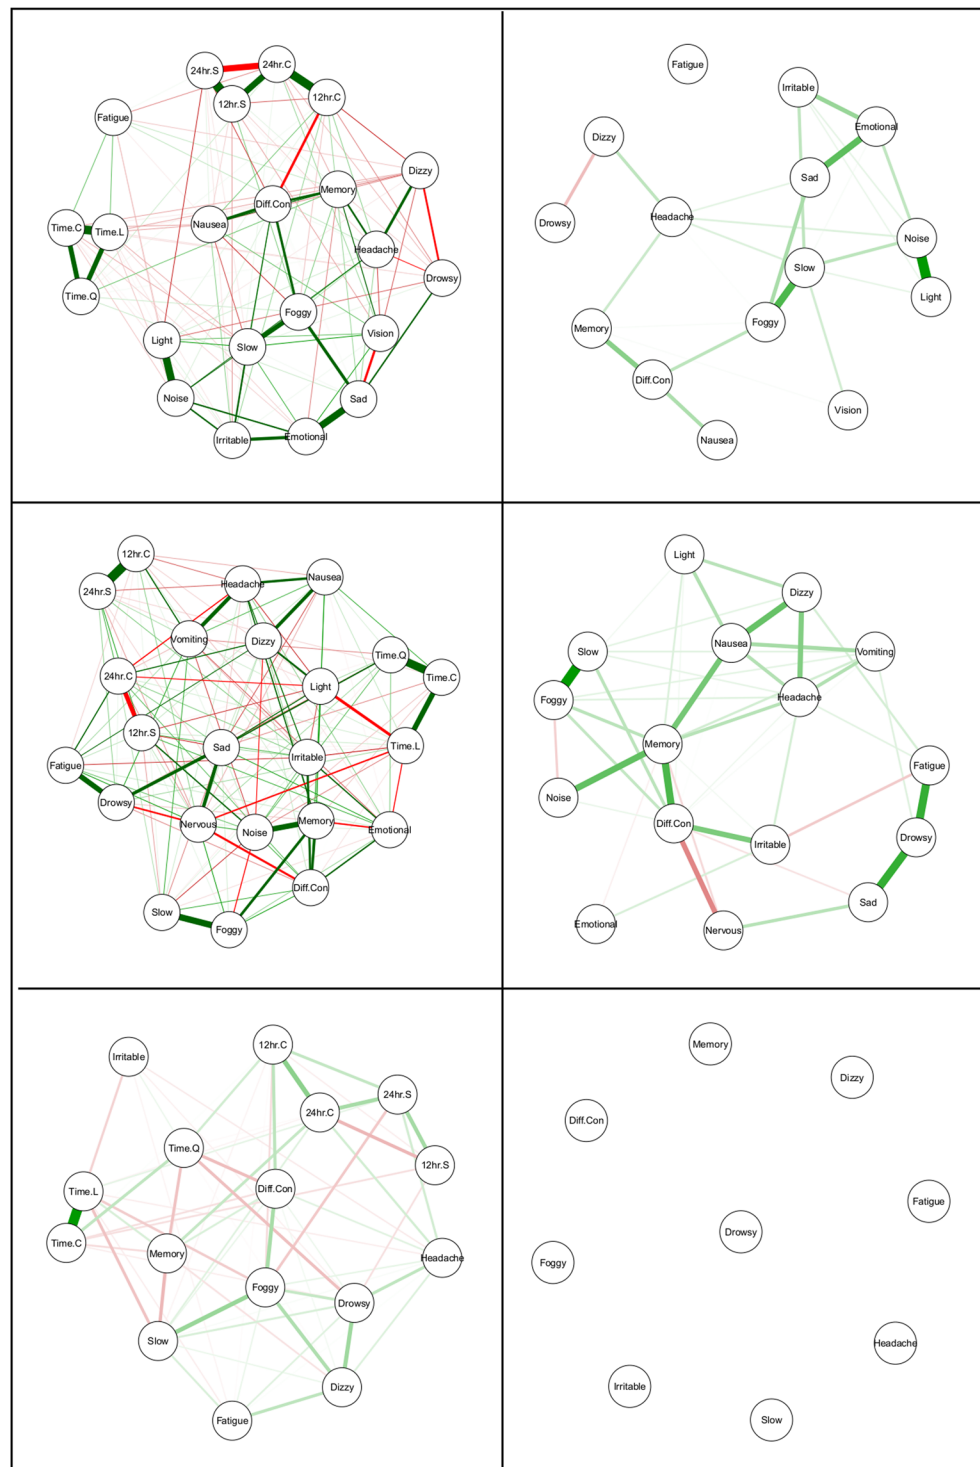 24hr.S
24hr.C
12hr.S
12hr.C
Fatigue
Dizzy
Memory
Diff.Con
Nausea
Time.C
Time.L
Headache
Drowsy
Time.Q
Foggy
Vision
Light
Slow
Noise
Sad
Irritable
Emotional
Fatigue
Irritable
Emotional
Dizzy
Sad
Drowsy
Headache
Noise
Slow
Light
Foggy
Memory
Diff.Con
Vision
Nausea
12hr.C
24hr.S
Headache
Nausea
Vomiting
Dizzy
Time.Q
24hr.C
Light
Time.C
12hr.S
Sad
Time.L
Fatigue
Irritable
Drowsy
Nervous
Noise
Memory
Emotional
Diff.Con
Slow
Foggy
Light
Dizzy
Slow
Nausea
Vomiting
Foggy
Headache
Memory
Fatigue
Noise
Diff.Con
Drowsy
Irritable
Sad
Emotional
Nervous
12hr.C
Irritable
24hr.S
24hr.C
Time.Q
12hr.S
Time.L
Diff.Con
Time.C
Memory
Headache
Foggy
Drowsy
Slow
Dizzy
Fatigue
Memory
Dizzy
Diff.Con
Fatigue
Drowsy
Foggy
Headache
Irritable
Slow